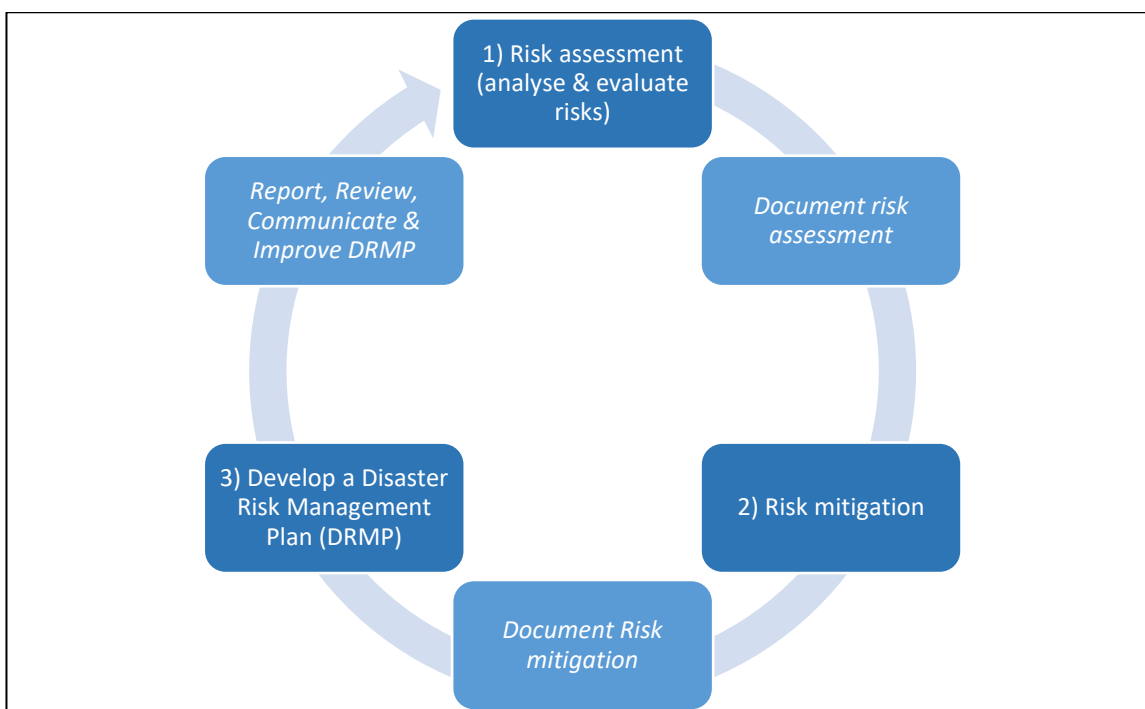 1) Risk assessment
(analyse & evaluate
risks)
Document risk
assessment
2) Risk mitigation
Document Risk
mitigation
3) Develop a Disaster
Risk Management
Plan (DRMP)
Report, Review,
Communicate &
Improve DRMP